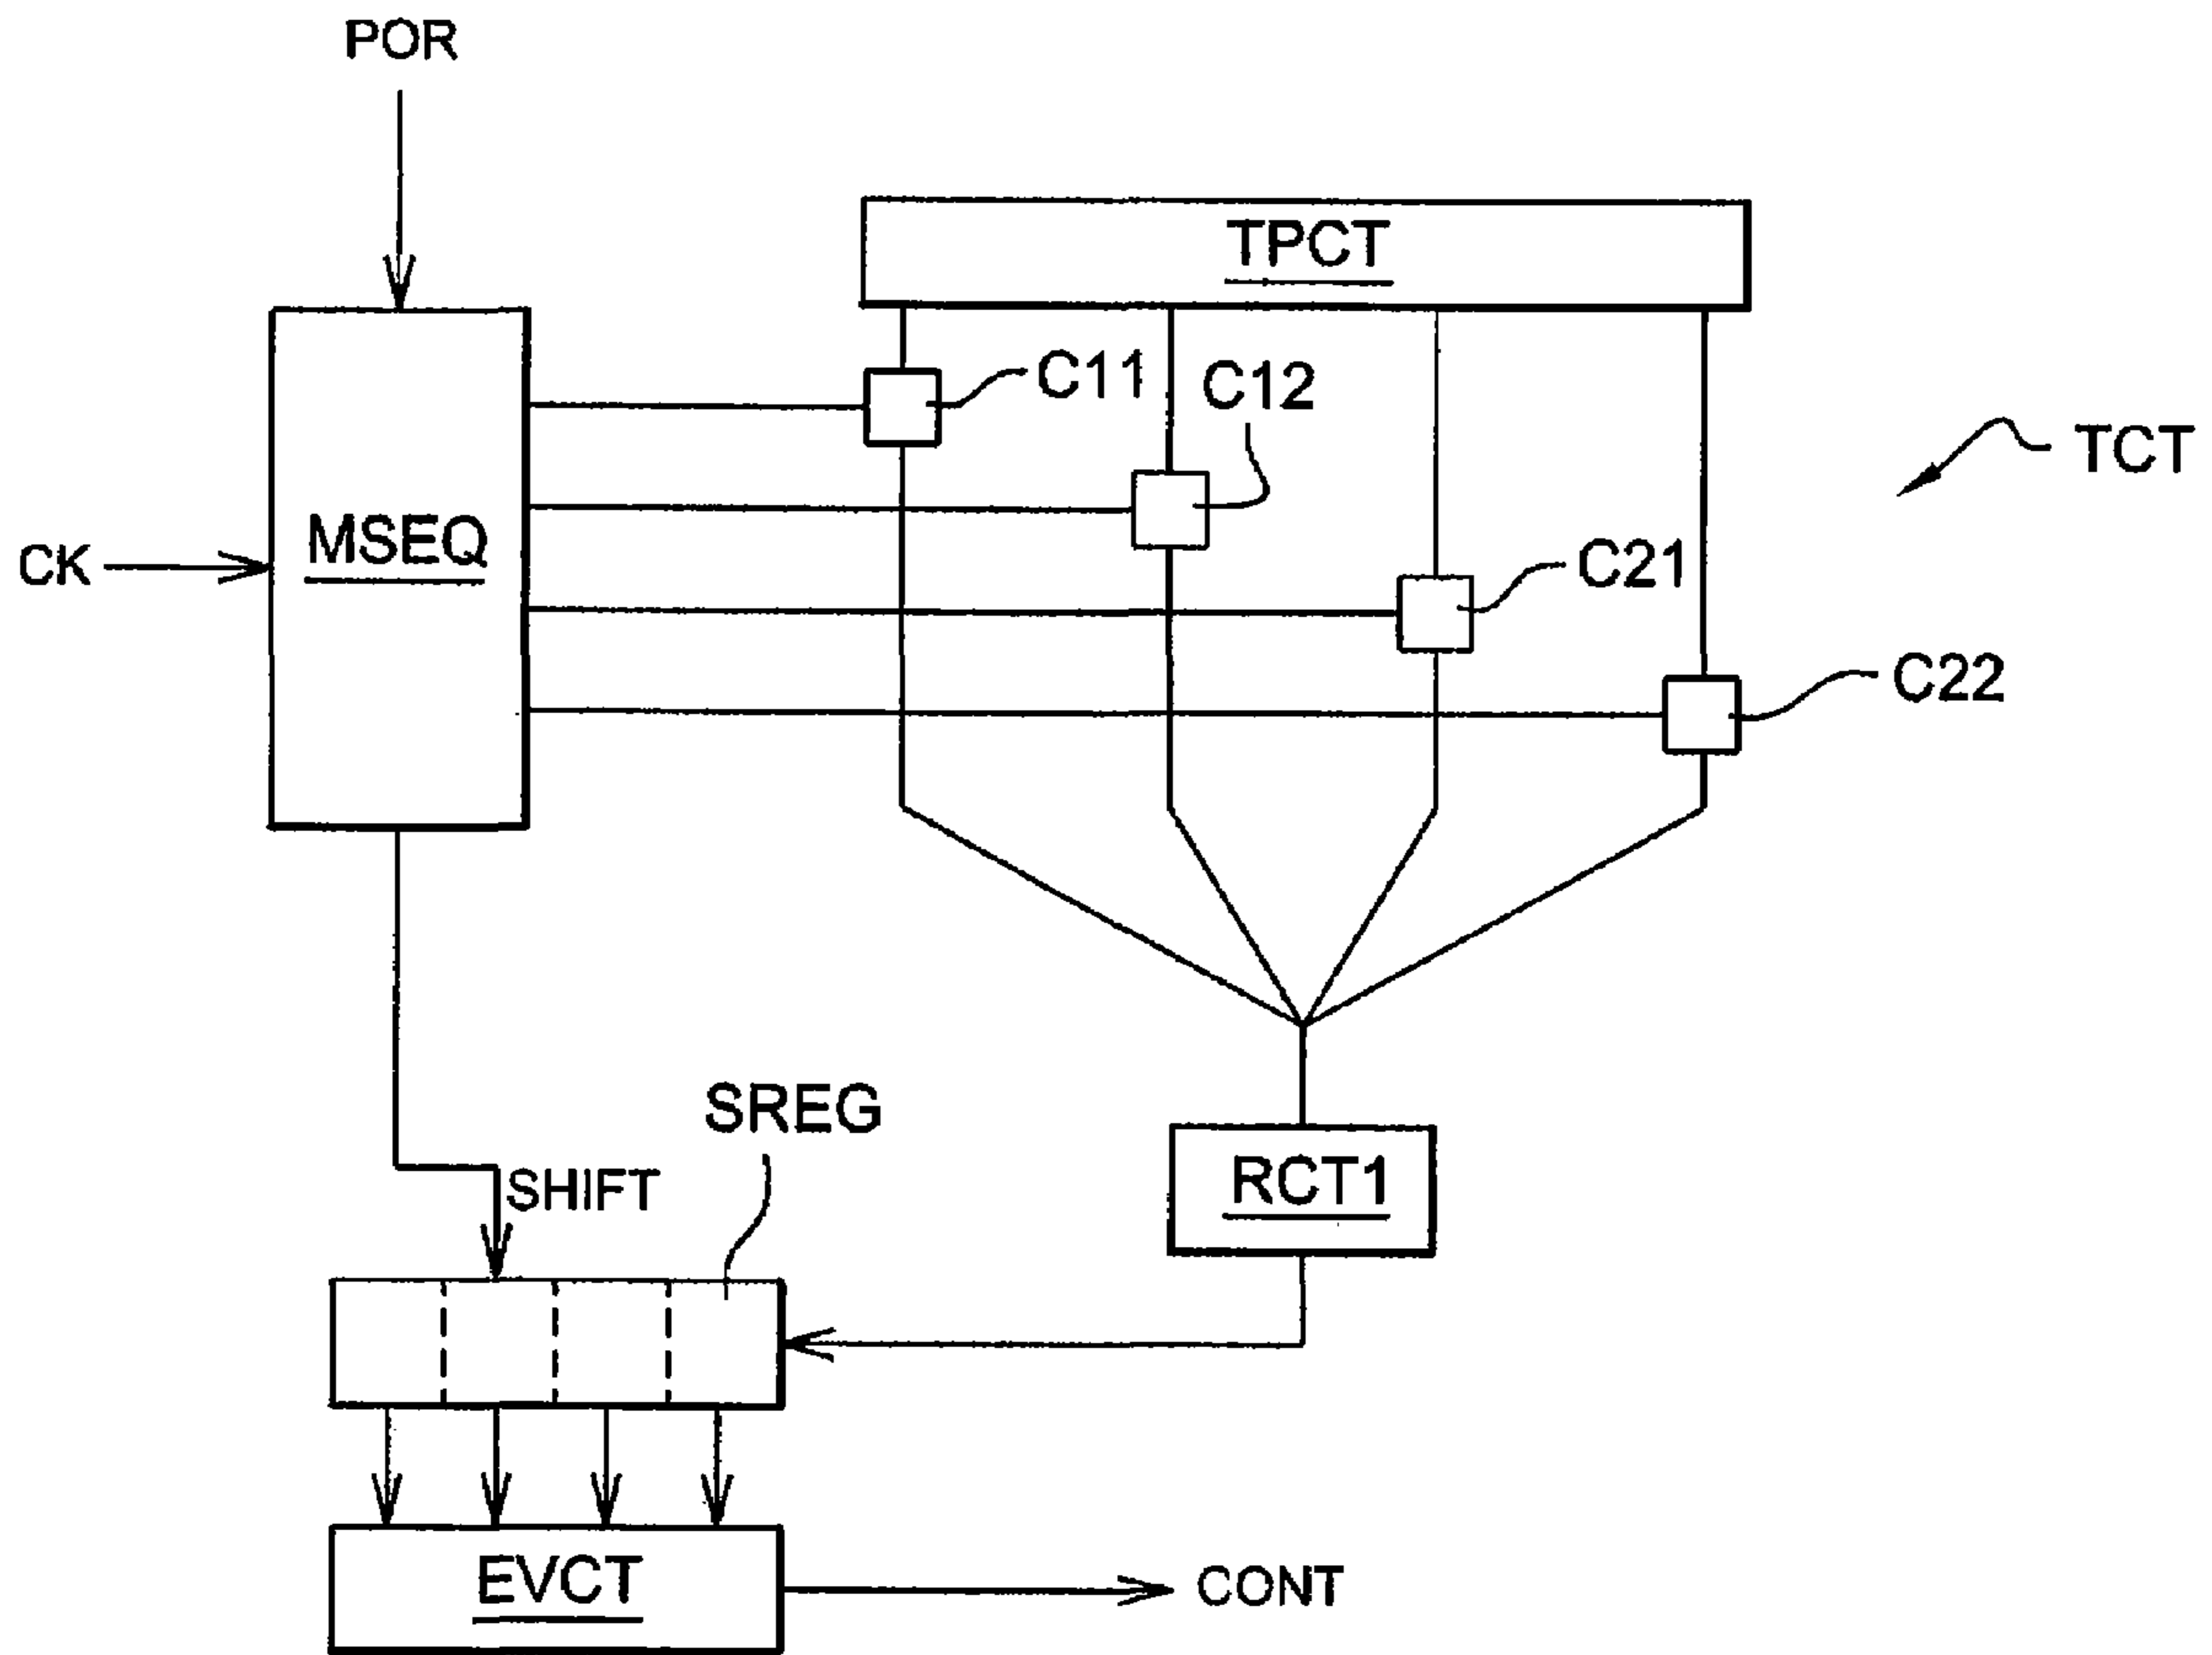 POR
TPCT
C11
C12
TCT
MSEQ
CK
C21
C22
SREG
RCT1
SHIFT
EVCT
CONT